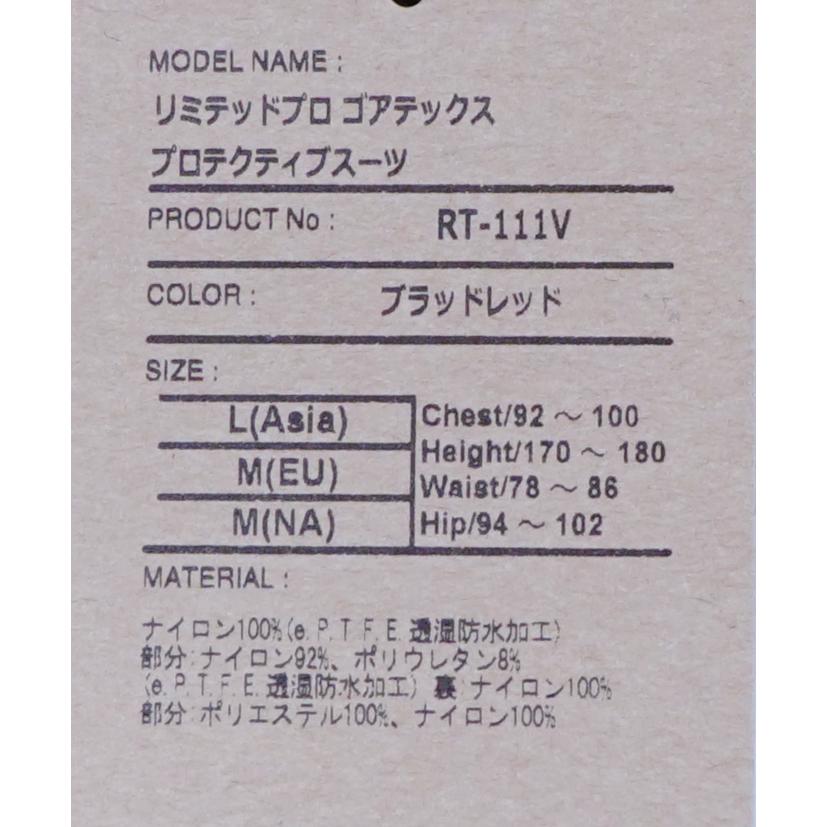 MODEL NAME :
リミテッドプロ ゴアテックス
プロテクティブスーツ
PRODUCT No : RT-111V
COLOR : ブラッドレッド
SIZE :
L(Asia)
M(EU)
M(NA)
Chest/92 ～ 100
Height/170 ～ 180
Waist/78 ～ 86
Hip/94 ～ 102
MATERIAL :
ナイロン100%(e.P.T.F.E.透湿防水加工)
部分:ナイロン92%、ポリウレタン8%
(e.P.T.F.E.透湿防水加工) 裏:ナイロン100%
部分:ポリエステル100%、ナイロン100%